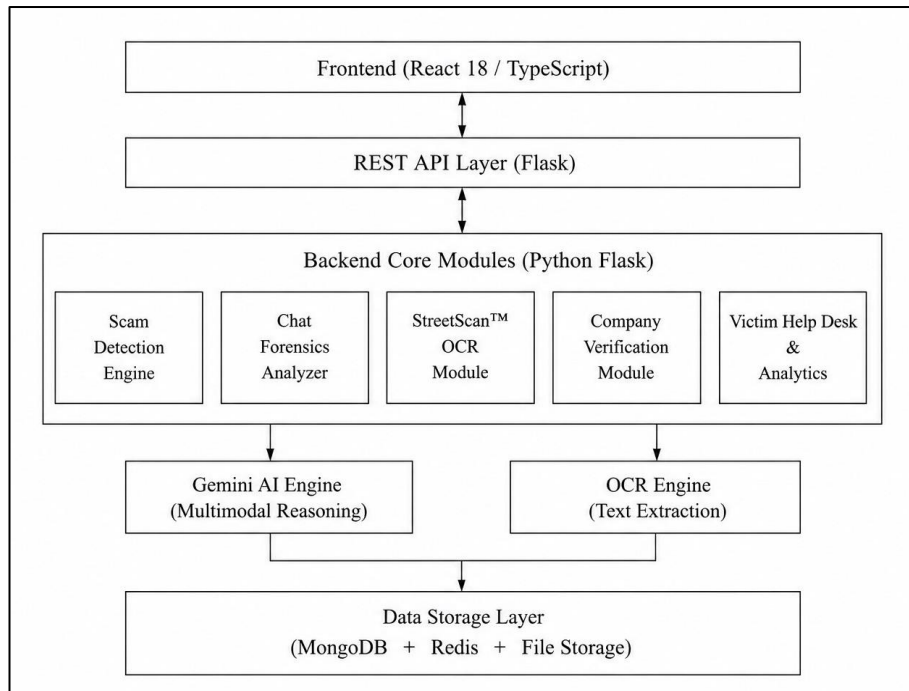 Frontend (React 18 / TypeScript)
REST API Layer (Flask)
Backend Core Modules (Python Flask)
Scam
Detection
Engine
Chat
Forensics
Analyzer
StreetScan™
OCR
Module
Company
Verification
Module
Victim Help Desk
&
Analytics
Gemini AI Engine
(Multimodal Reasoning)
OCR Engine
(Text Extraction)
Data Storage Layer
(MongoDB + Redis + File Storage)